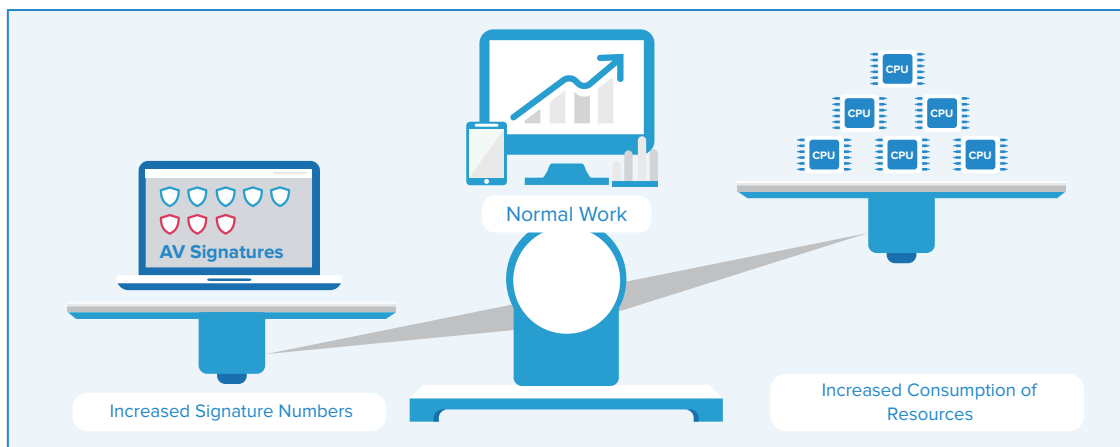 CPU
CPU
CPU
CPU
CPU
CPU
Normal Work
AV Signatures
Increased Signature Numbers
Increased Consumption of
Resources